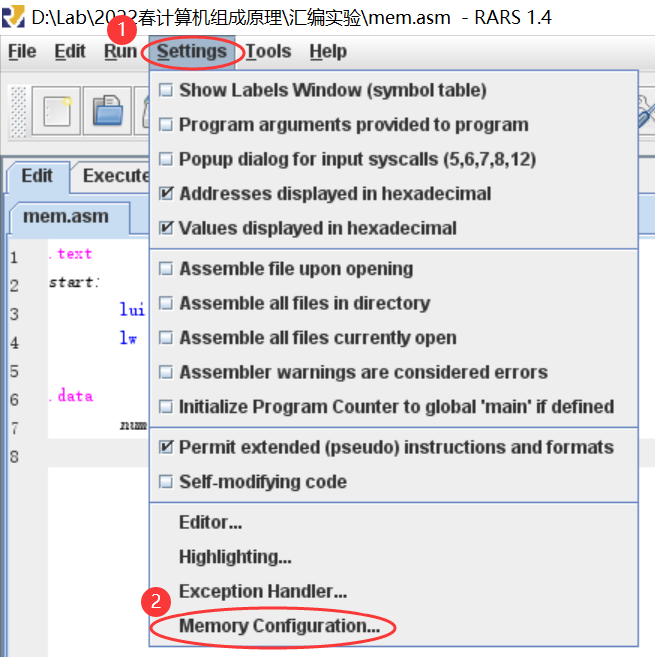 D:\Lab\2022春计算机组成原理\汇编实验\mem.asm - RARS 1.4
1
File Edit Run Settings Tools Help
Show Labels Window (symbol table)
Program arguments provided to program
Popup dialog for input syscalls (5,6,7,8,12)
Addresses displayed in hexadecimal
Values displayed in hexadecimal
Assemble file upon opening
Assemble all files in directory
Assemble all files currently open
Assembler warnings are considered errors
Initialize Program Counter to global 'main' if defined
Permit extended (pseudo) instructions and formats
Self-modifying code
Editor...
Highlighting...
Exception Handler...
2
Memory Configuration...
Edit Execute
mem.asm
1 .text
2 start:
3 lui
4 lw
5
6 .data
7 num
8